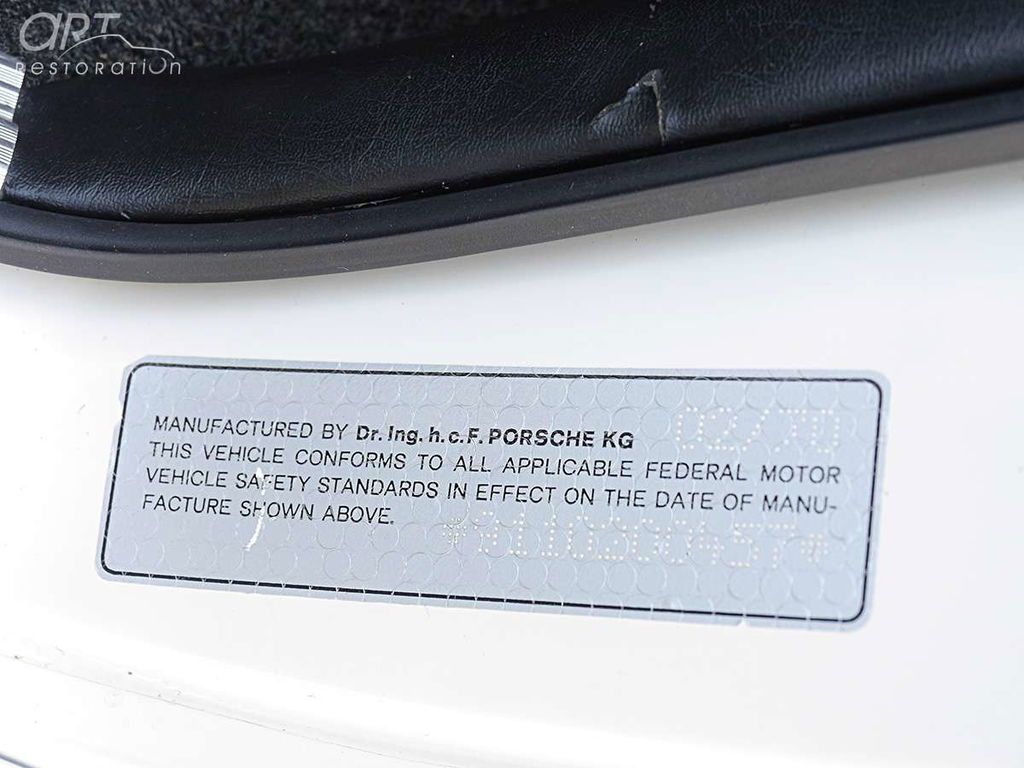 ART
RESTORATION
MANUFACTURED BY Dr. Ing. h.c.F. PORSCHE KG
THIS VEHICLE CONFORMS TO ALL APPLICABLE FEDERAL MOTOR
VEHICLE SAFETY STANDARDS IN EFFECT ON THE DATE OF MANU-
FACTURE SHOWN ABOVE.